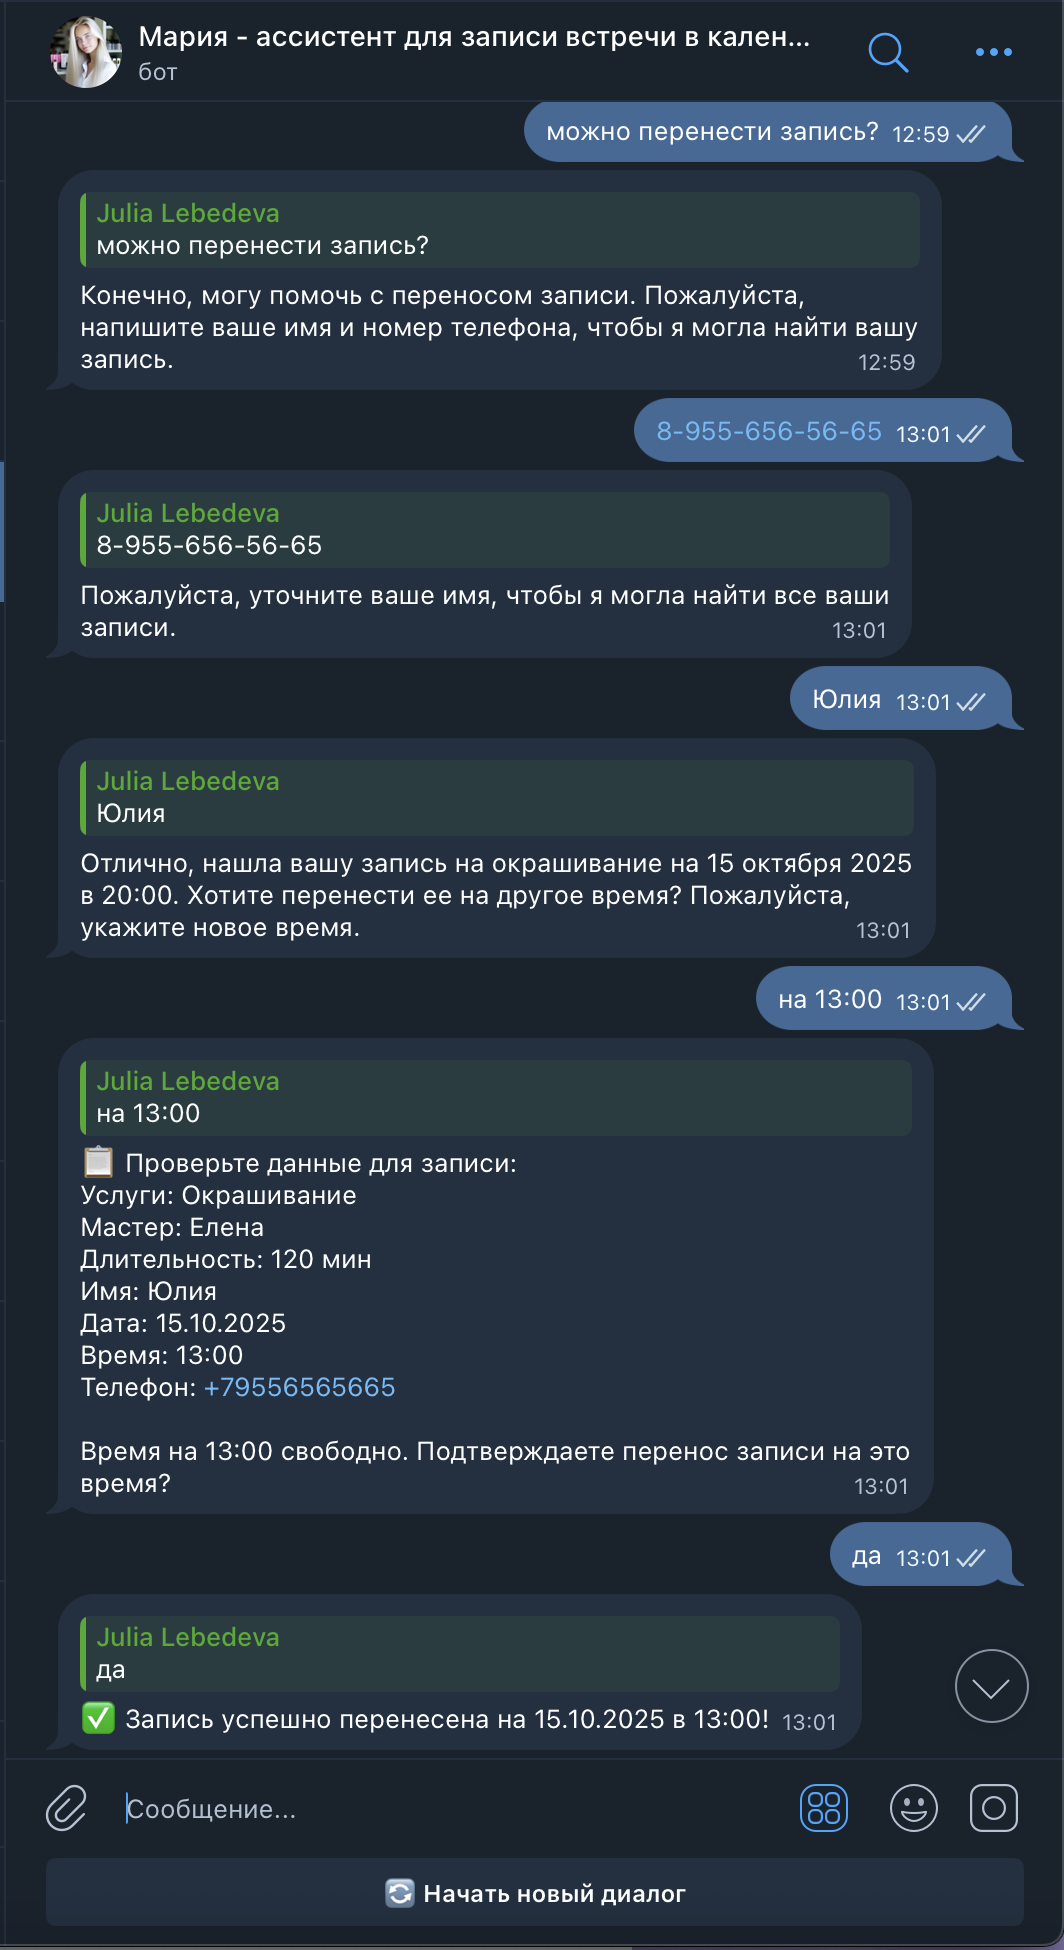 Мария - ассистент для записи встречи в кален...
бот
можно перенести запись? 12:59
Julia Lebedeva
можно перенести запись?
Конечно, могу помочь с переносом записи. Пожалуйста,
напишите ваше имя и номер телефона, чтобы я могла найти вашу
запись. 12:59
8-955-656-56-65 13:01
Julia Lebedeva
8-955-656-56-65
Пожалуйста, уточните ваше имя, чтобы я могла найти все ваши
записи. 13:01
Юлия 13:01
Julia Lebedeva
Юлия
Отлично, нашла вашу запись на окрашивание на 15 октября 2025
в 20:00. Хотите перенести ее на другое время? Пожалуйста,
укажите новое время. 13:01
на 13:00 13:01
Julia Lebedeva
на 13:00
📋 Проверьте данные для записи:
Услуги: Окрашивание
Мастер: Елена
Длительность: 120 мин
Имя: Юлия
Дата: 15.10.2025
Время: 13:00
Телефон: +79556565665
Время на 13:00 свободно. Подтверждаете перенос записи на это
время? 13:01
да 13:01
Julia Lebedeva
да
✅ Запись успешно перенесена на 15.10.2025 в 13:00! 13:01
Сообщение...
🔄 Начать новый диалог